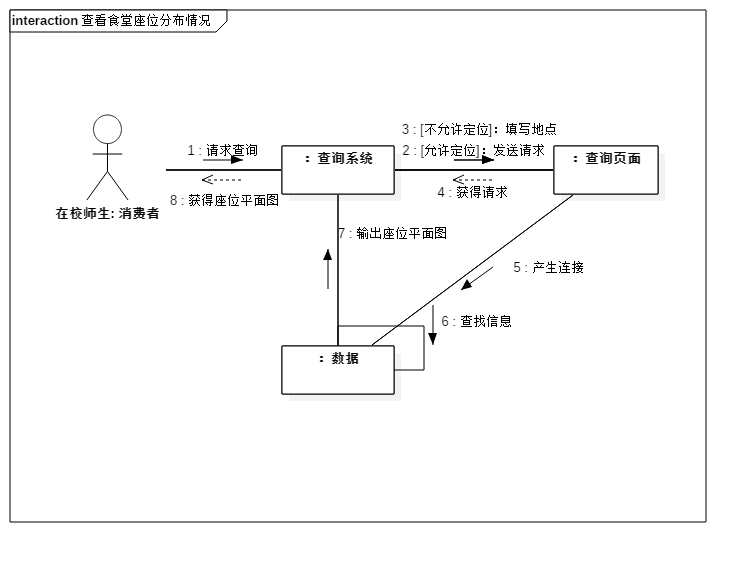 interaction 查看食堂座位分布情况
3 : [不允许定位]：填写地点
1 : 请求查询
2 : [允许定位]：发送请求
：查询系统
：查询页面
8 : 获得座位平面图
4 : 获得请求
在校师生: 消费者
7 : 输出座位平面图
5 : 产生连接
6 : 查找信息
：数据